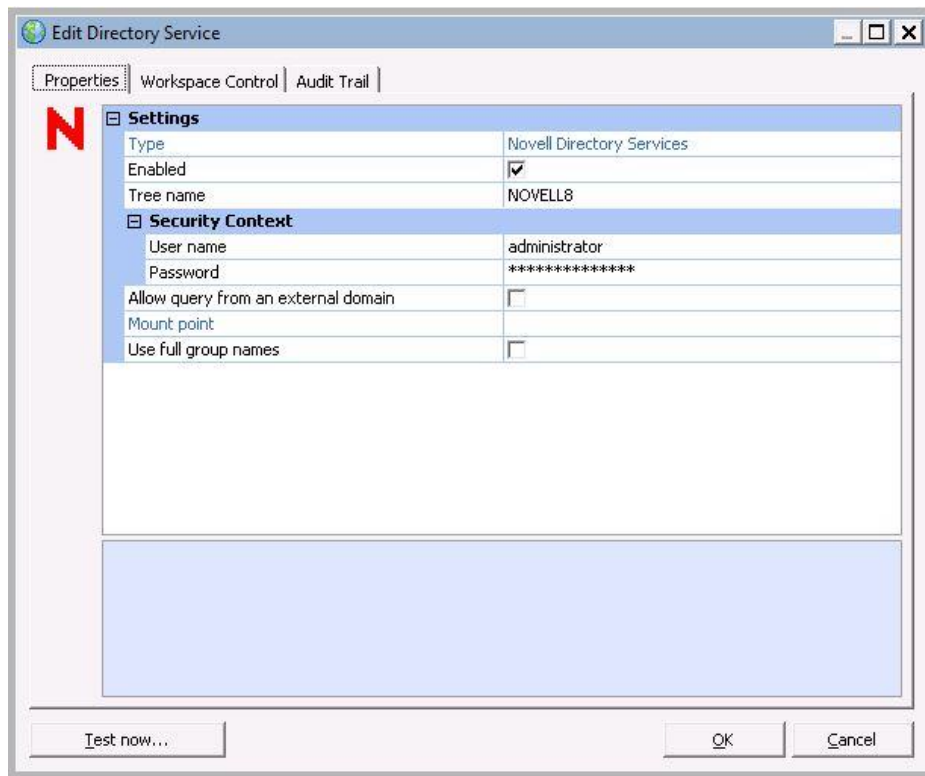 Edit Directory Service
Properties Workspace Control Audit Trail
N
Settings
Type Novell Directory Services
Enabled
Tree name NOVELL8
Security Context
User name administrator
Password **************
Allow query from an external domain
Mount point
Use full group names
Test now... OK Cancel